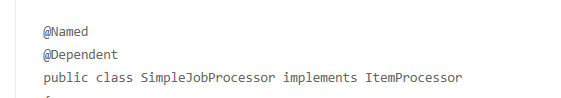 @Named
@Dependent
public class SimpleJobProcessor implements ItemProcessor